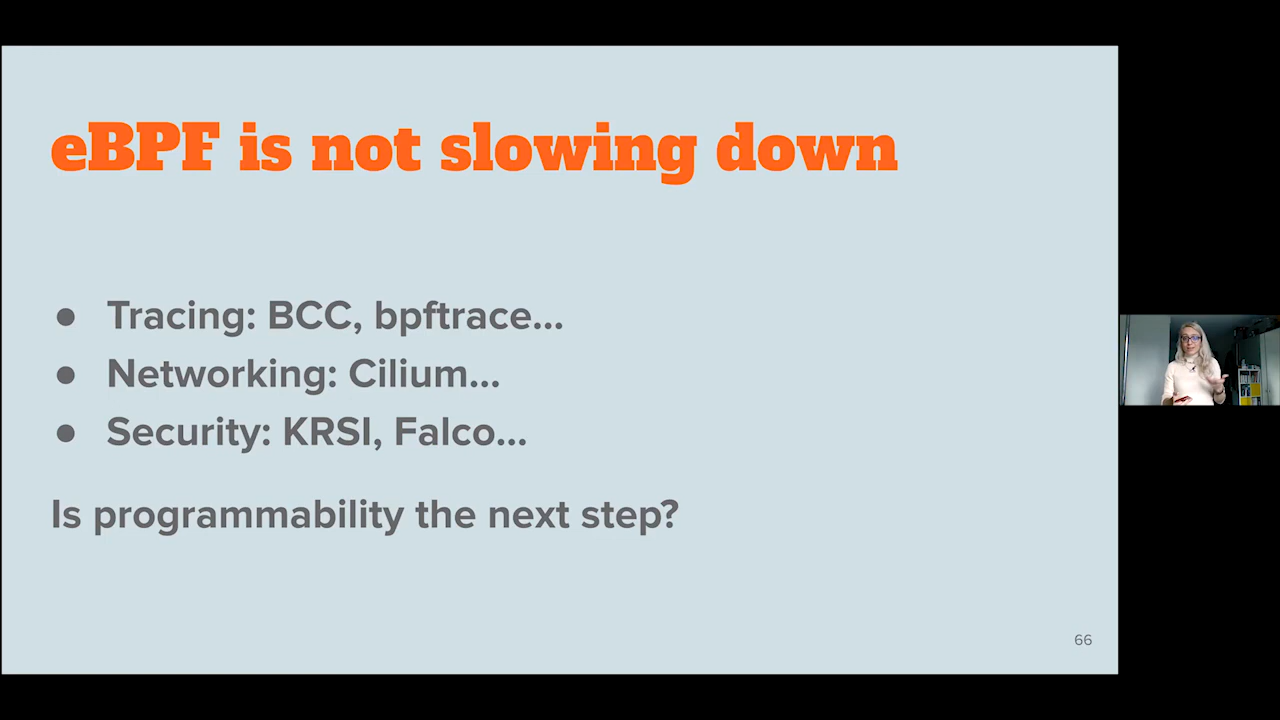 eBPF is not slowing down
● Tracing: BCC, bpftrace...
● Networking: Cilium...
● Security: KRSI, Falco...
Is programmability the next step?
66